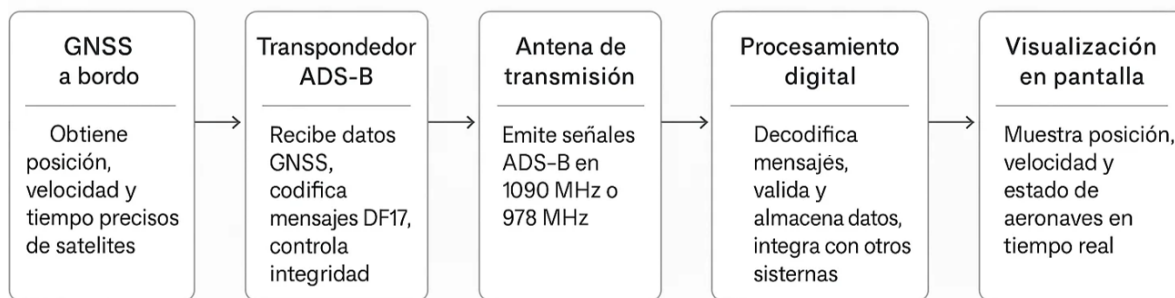 GNSS
a bordo
Obtiene
posición,
velocidad y
tiempo precisos
de satelites
Transpondedor
ADS-B
Recibe datos
GNSS,
codifica
mensajes DF17,
controla
integridad
Antena de
transmisión
Emite señales
ADS-B en
1090 MHz o
978 MHz
Procesamiento
digital
Decodifica
mensajes,
valida y
almacena datos,
integra con otros
sisternas
Visualización
en pantalla
Muestra posición,
velocidad y
estado de
aeronaves en
tiempo real